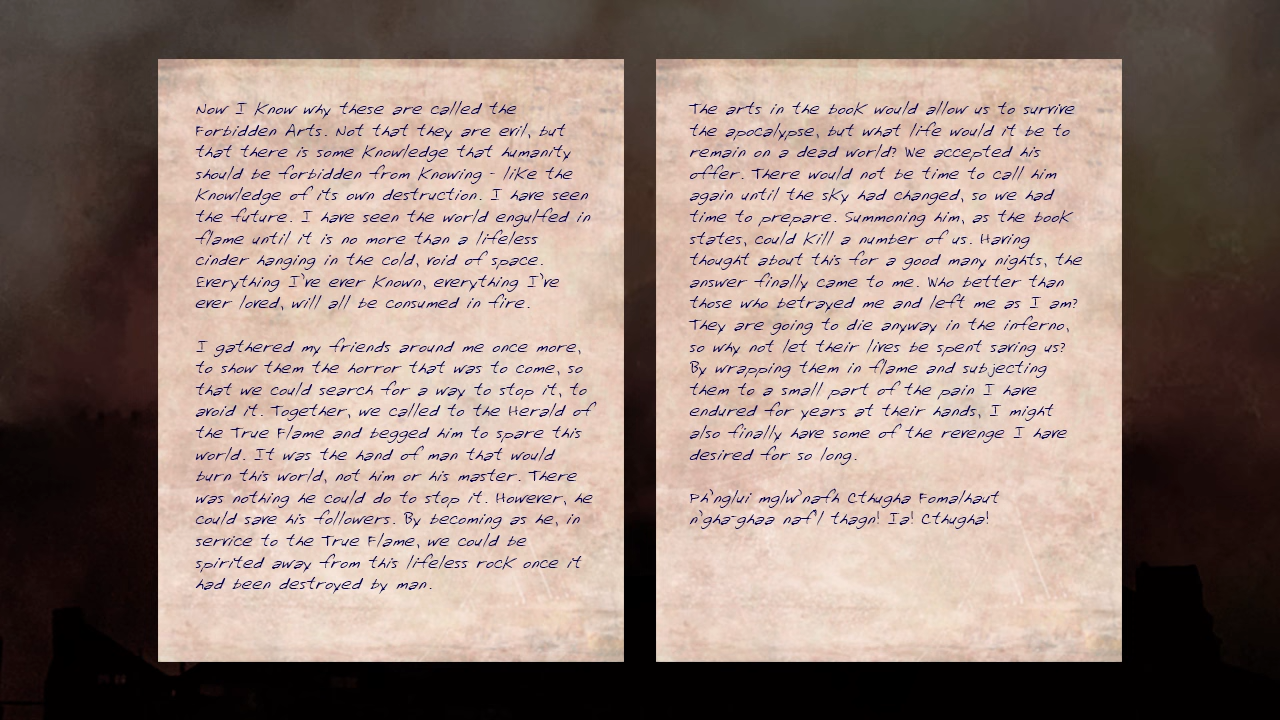 Now I know why these are called the
Forbidden Arts. Not that they are evil, but
that there is some knowledge that humanity
should be forbidden from knowing - like the
knowledge of its own destruction. I have seen
the future. I have seen the world engulfed in
flame until it is no more than a lifeless
cinder hanging in the cold, void of space.
Everything I've ever known, everything I've
ever loved, will all be consumed in fire.
I gathered my friends around me once more,
to show them the horror that was to come, so
that we could search for a way to stop it, to
avoid it. Together, we called to the Herald of
the True Flame and begged him to spare this
world. It was the hand of man that would
burn this world, not him or his master. There
was nothing he could do to stop it. However, he
could save his followers. By becoming as he, in
service to the True Flame, we could be
spirited away from this lifeless rock once it
had been destroyed by man.
The arts in the book would allow us to survive
the apocalypse, but what life would it be to
remain on a dead world? We accepted his
offer. There would not be time to call him
again until the sky had changed, so we had
time to prepare. Summoning him, as the book
states, could kill a number of us. Having
thought about this for a good many nights, the
answer finally came to me. Who better than
those who betrayed me and left me as I am?
They are going to die anyway in the inferno,
so why not let their lives be spent saving us?
By wrapping them in flame and subjecting
them to a small part of the pain I have
endured for years at their hands, I might
also finally have some of the revenge I have
desired for so long.
Ph'nglui mglw'nafh Cthugha Fomalhaut
n'gha-ghaa naf'l thagn! Ia! Cthugha!